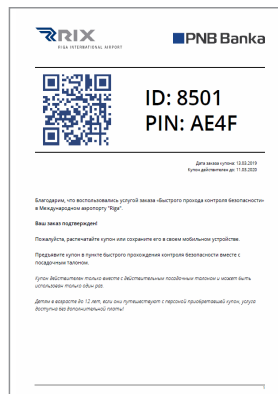 RIX
RIGA INTERNATIONAL AIRPORT
PNB Banka
ID: 8501
PIN: AE4F
Дата заказа купона: 13.03.2019
Купон действителен до: 11.03.2020
Благодарим, что воспользовались услугой заказа «Быстрого прохода контроля безопасности»
в Международном аэропорту "Riga".
Ваш заказ подтвержден!
Пожалуйста, распечатайте купон или сохраните его в своем мобильном устройстве.
Предъявите купон в пункте быстрого прохождения контроля безопасности вместе с
посадочным талоном.
Купон действителен только вместе с действительным посадочным талоном и может быть
использован только один раз.
Детям в возрасте до 12 лет, если они путешествуют с персоной приобретавшей купон, услуга
доступна без дополнительной платы!